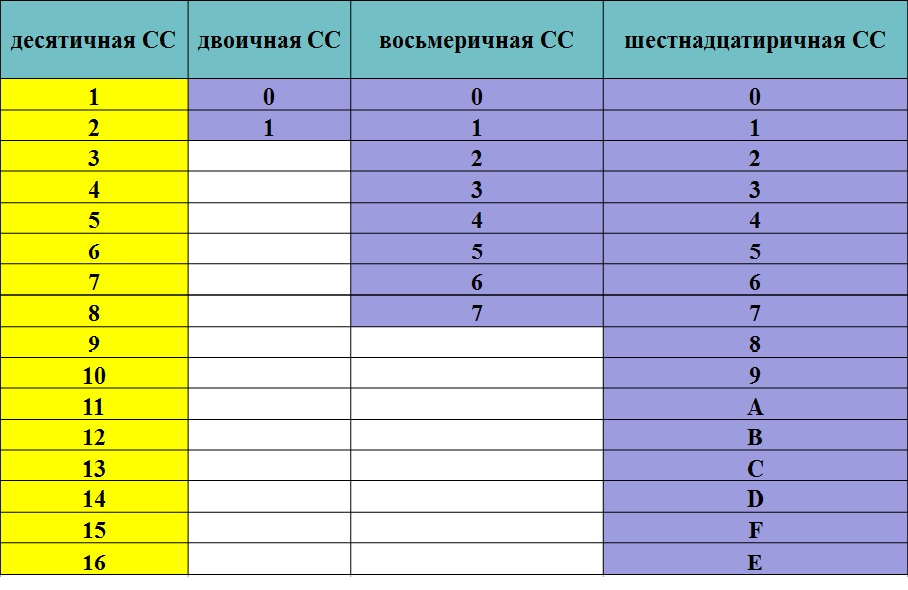 десятичная СС двоичная СС восьмеричная СС шестнадцатиричная СС
1 0 0 0
2 1 1 1
3 2 2
4 3 3
5 4 4
6 5 5
7 6 6
8 7 7
9 8
10 9
11 A
12 B
13 C
14 D
15 F
16 E